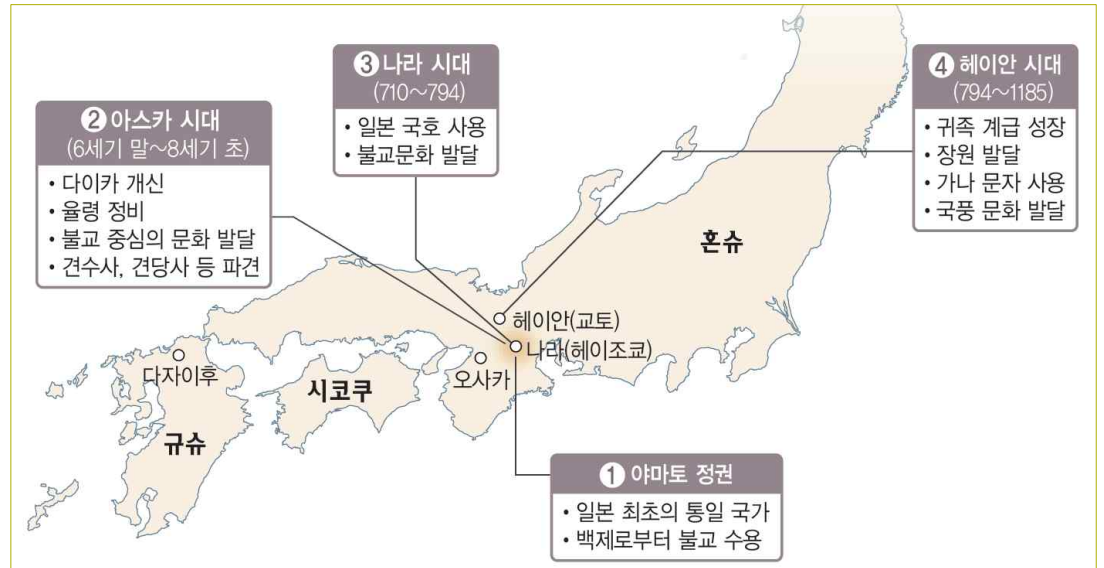 ③ 나라 시대
(710~794)
• 일본 국호 사용
• 불교문화 발달
④ 헤이안 시대
(794~1185)
• 귀족 계급 성장
• 장원 발달
• 가나 문자 사용
• 국풍 문화 발달
② 아스카 시대
(6세기 말~8세기 초)
• 다이카 개신
• 율령 정비
• 불교 중심의 문화 발달
• 견수사, 견당사 등 파견
혼슈
헤이안(교토)
나라(헤이조쿄)
오사카
다자이후
시코쿠
규슈
① 야마토 정권
• 일본 최초의 통일 국가
• 백제로부터 불교 수용